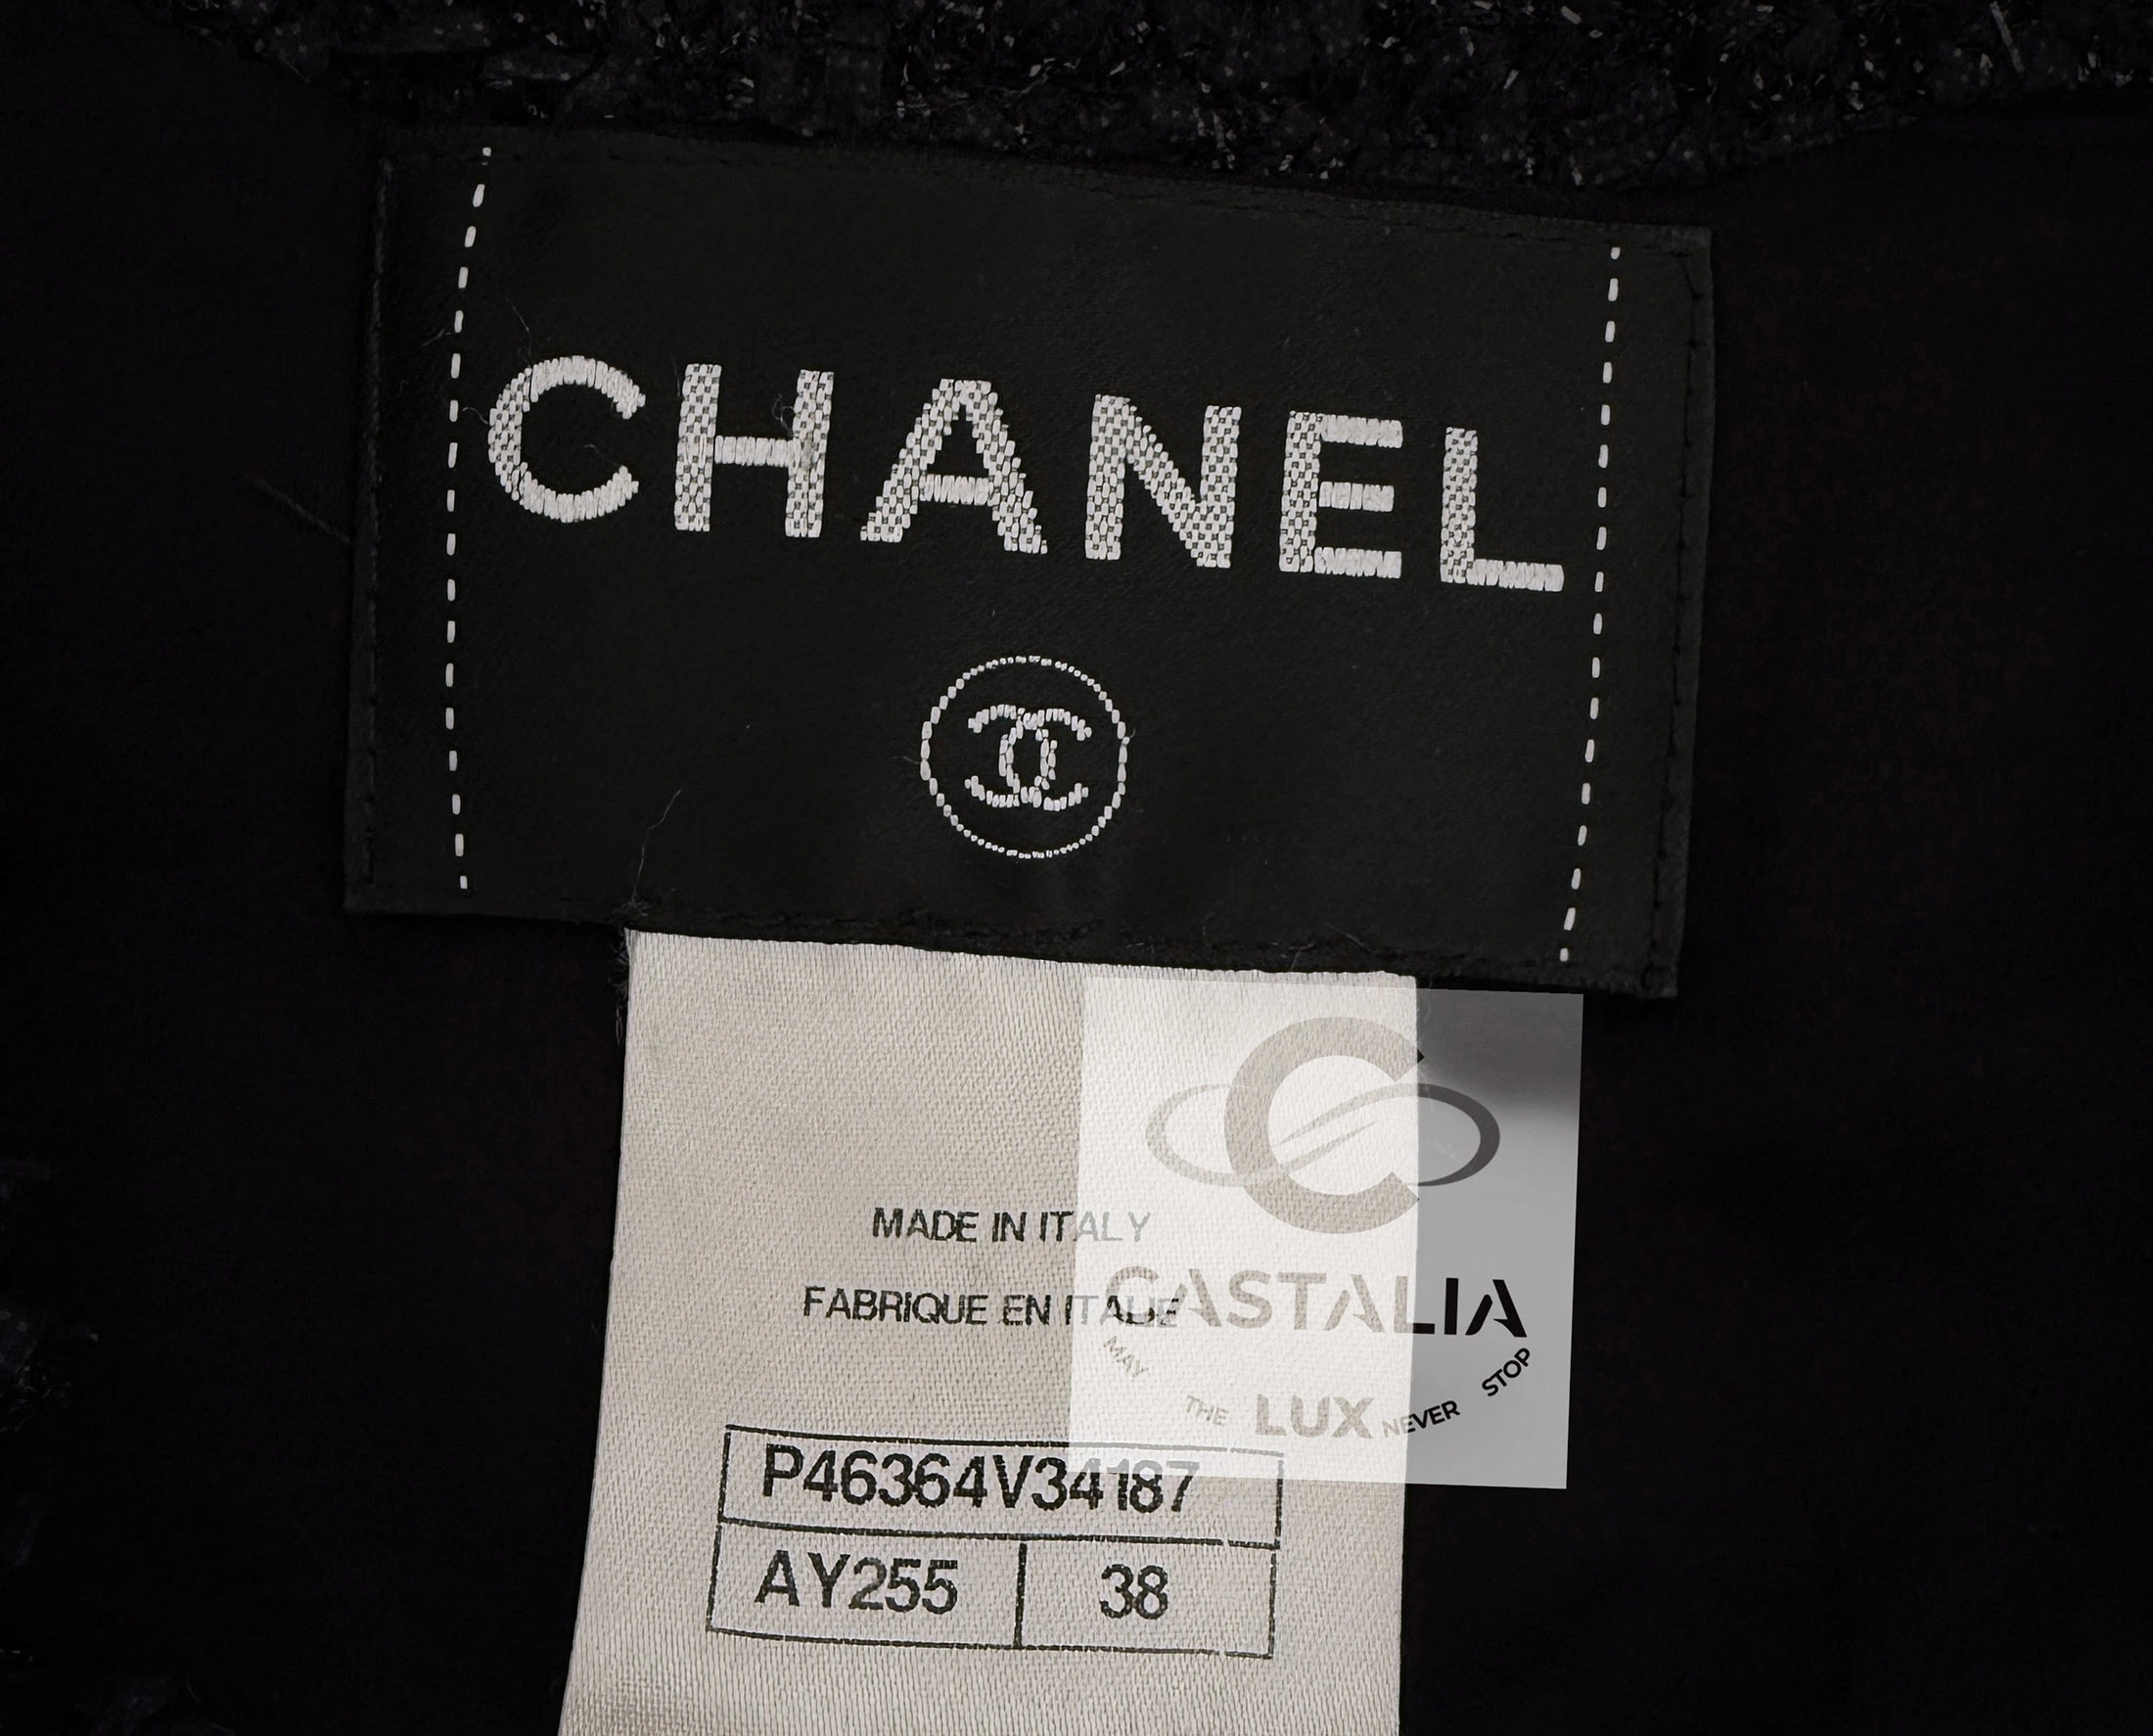 CHANEL
MADE IN ITALY
FABRIQUE EN ITALIE
P46364V34187
AY255 38
C
CASTALIA
MAY THE LUX NEVER STOP